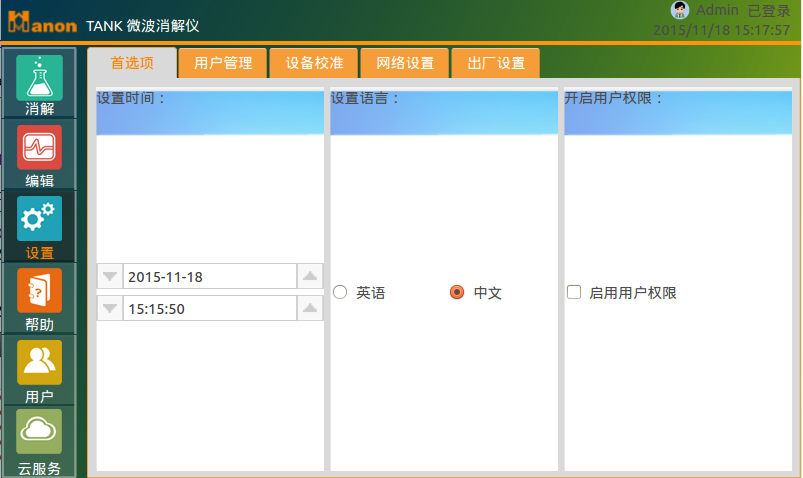 Hanon
TANK 微波消解仪
Admin 已登录
2015/11/18 15:17:57
消解
编辑
设置
帮助
用户
云服务
首选项
用户管理
设备校准
网络设置
出厂设置
设置时间：
2015-11-18
15:15:50
设置语言：
英语
中文
开启用户权限：
启用用户权限